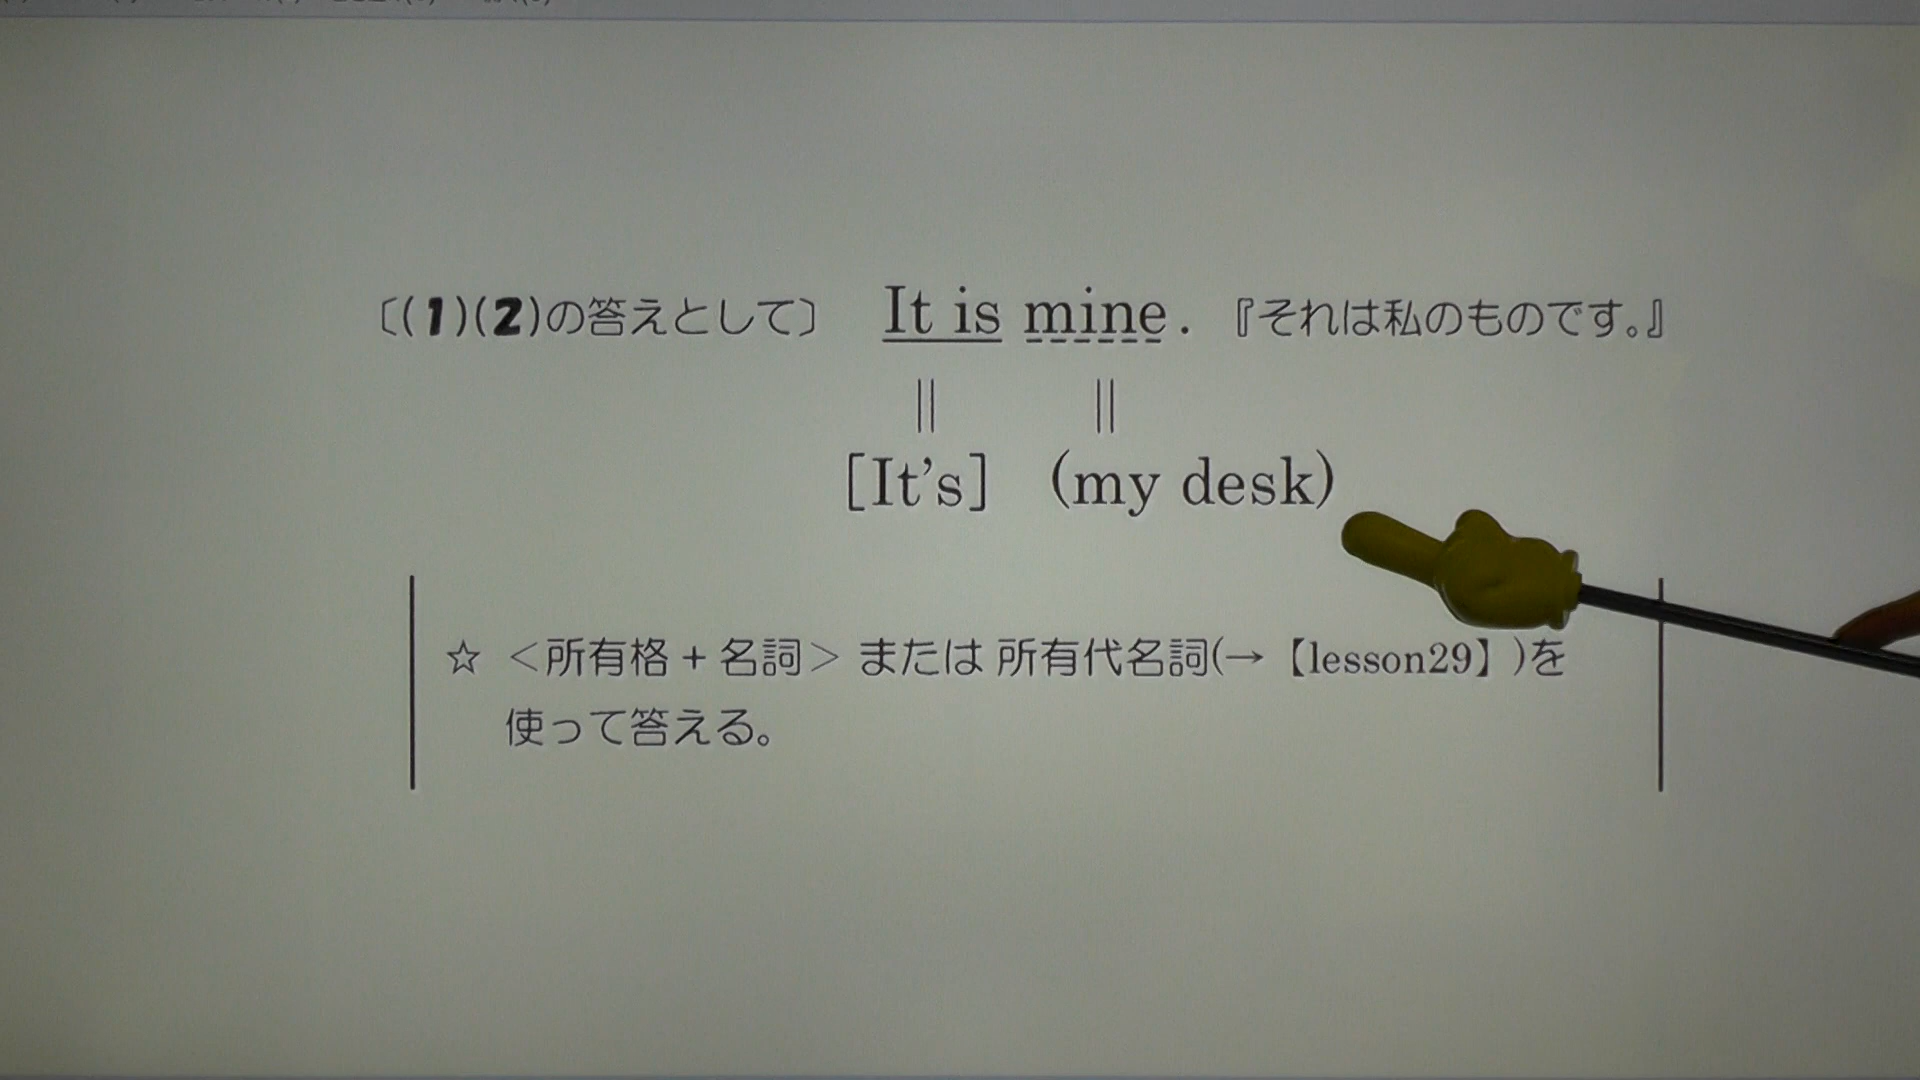 〔(1)(2)の答えとして〕 It is mine. 『それは私のものです。』
|| ||
[It's] (my desk)
☆ <所有格+名詞> または 所有代名詞(→【lesson29】)を
使って答える。